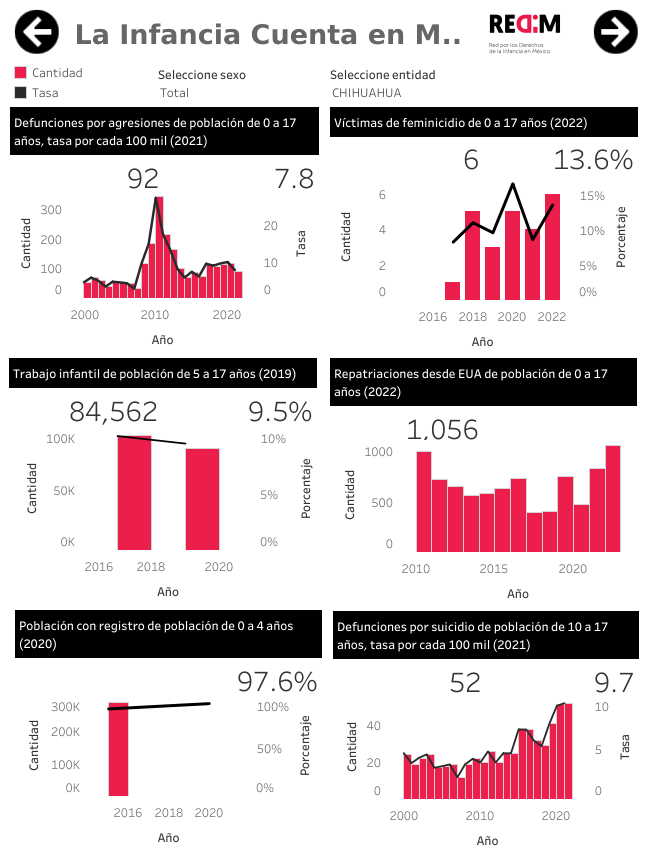 La Infancia Cuenta en M..
REDIM
Red por los Derechos
de la Infancia en México
Cantidad
Tasa
Seleccione sexo
Total
Seleccione entidad
CHIHUAHUA
Defunciones por agresiones de población de 0 a 17
años, tasa por cada 100 mil (2021)
92
7.8
Cantidad
300
200
100
0
20
10
0
Tasa
2000
2010
2020
Año
Víctimas de feminicidio de 0 a 17 años (2022)
6
13.6%
Cantidad
6
4
2
0
15%
10%
5%
0%
Porcentaje
2016
2018
2020
2022
Año
Trabajo infantil de población de 5 a 17 años (2019)
84,562
9.5%
Cantidad
100K
50K
0K
10%
5%
0%
Porcentaje
2016
2018
2020
Año
Repatriaciones desde EUA de población de 0 a 17
años (2022)
1,056
Cantidad
1000
500
0
2010
2015
2020
Año
Población con registro de población de 0 a 4 años
(2020)
97.6%
Cantidad
300K
200K
100K
0K
100%
50%
0%
Porcentaje
2016
2018
2020
Año
Defunciones por suicidio de población de 10 a 17
años, tasa por cada 100 mil (2021)
52
9.7
Cantidad
40
20
0
10
5
0
Tasa
2000
2010
2020
Año